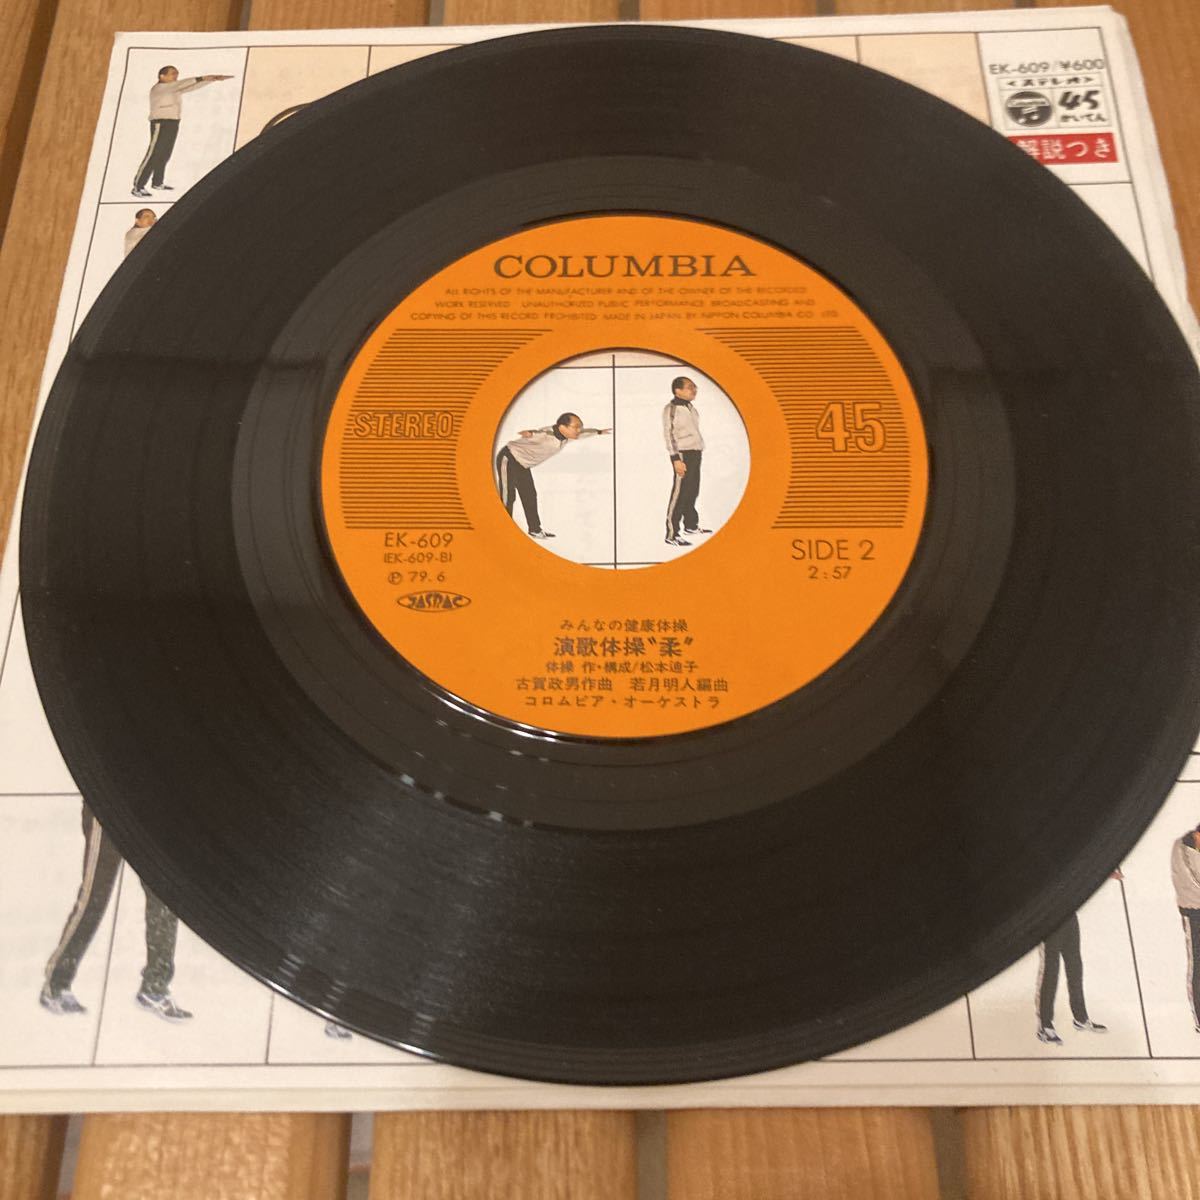 EK-609/¥600
<ステレオ>
45
かいてん
解説つき
COLUMBIA
ALL RIGHTS OF THE MANUFACTURER AND OF THE OWNER OF THE RECORDED
WORK RESERVED UNAUTHORIZED PUBLIC PERFORMANCE BROADCASTING AND
COPYING OF THIS RECORD PROHIBITED MADE IN JAPAN BY NIPPON COLUMBIA CO. LTD.
STEREO
45
EK-609
(EK-609-B)
℗ 79. 6
JASRAC
SIDE 2
2:57
みんなの健康体操
演歌体操“柔”
体操 作・構成/松本迪子
古賀政男作曲 若月明人編曲
コロムビア・オーケストラ